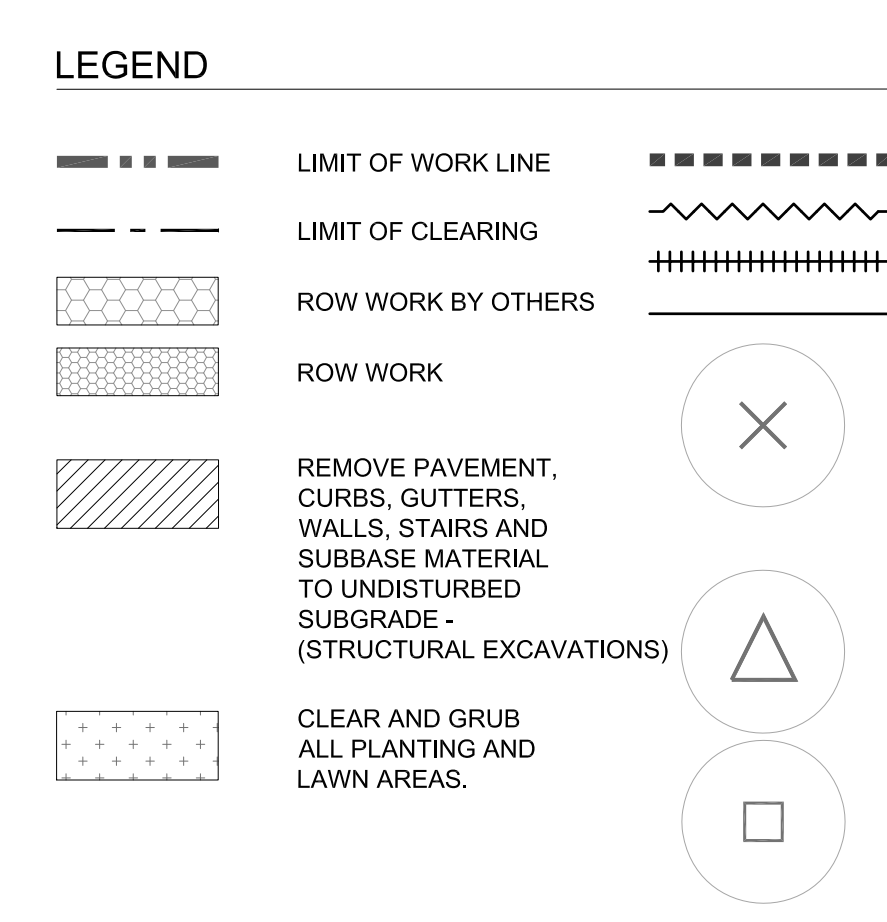 LEGEND
LIMIT OF WORK LINE
LIMIT OF CLEARING
ROW WORK BY OTHERS
ROW WORK
REMOVE PAVEMENT,
CURBS, GUTTERS,
WALLS, STAIRS AND
SUBBASE MATERIAL
TO UNDISTURBED
SUBGRADE -
(STRUCTURAL EXCAVATIONS)
CLEAR AND GRUB
ALL PLANTING AND
LAWN AREAS.